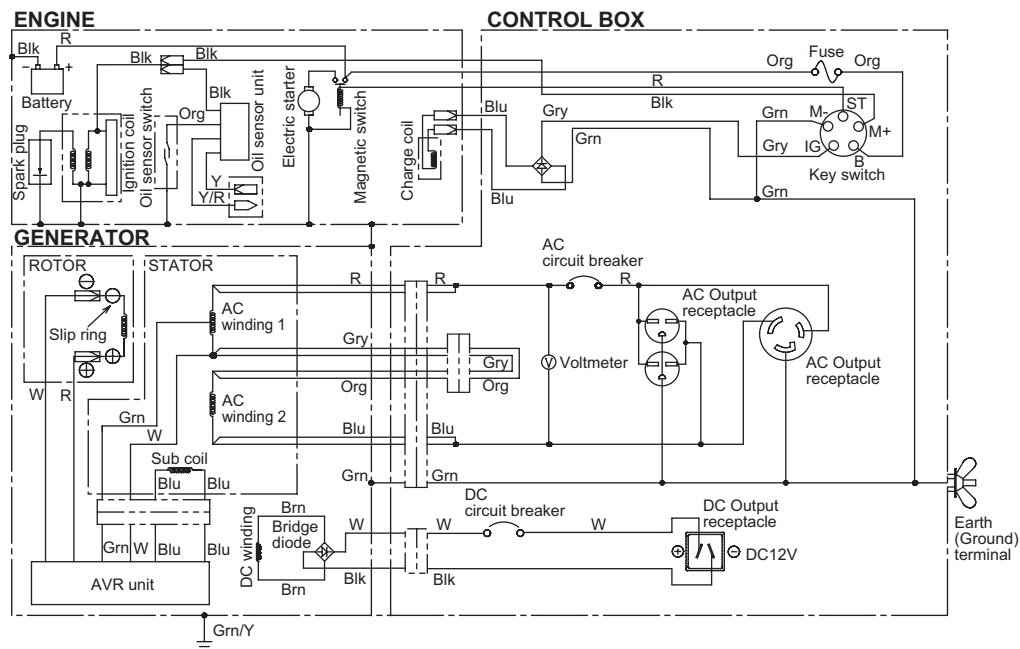 ENGINE
CONTROL BOX
Blk
R
Blk
Blk
Battery
Blk
Org
Spark plug
Ignition coil
Oil sensor switch
Oil sensor unit
Y
Y/R
Electric starter
Magnetic switch
Charge coil
Blu
Blu
Gry
Grn
Fuse
Org
Org
R
Blk
Grn
Gry
Grn
M-
ST
M+
IG
B
Key switch
GENERATOR
ROTOR
STATOR
Slip ring
W
R
AC
winding 1
AC
winding 2
Grn
W
Sub coil
Blu
Blu
Grn
W
Blu
Blu
AVR unit
Grn/Y
R
R
Gry
Org
Gry
Org
Blu
Blu
Grn
Grn
AC
circuit breaker
R
V
Voltmeter
AC Output
receptacle
AC Output
receptacle
DC winding
Brn
Bridge
diode
Brn
W
Blk
W
Blk
DC
circuit breaker
W
DC Output
receptacle
DC12V
Earth
(Ground)
terminal